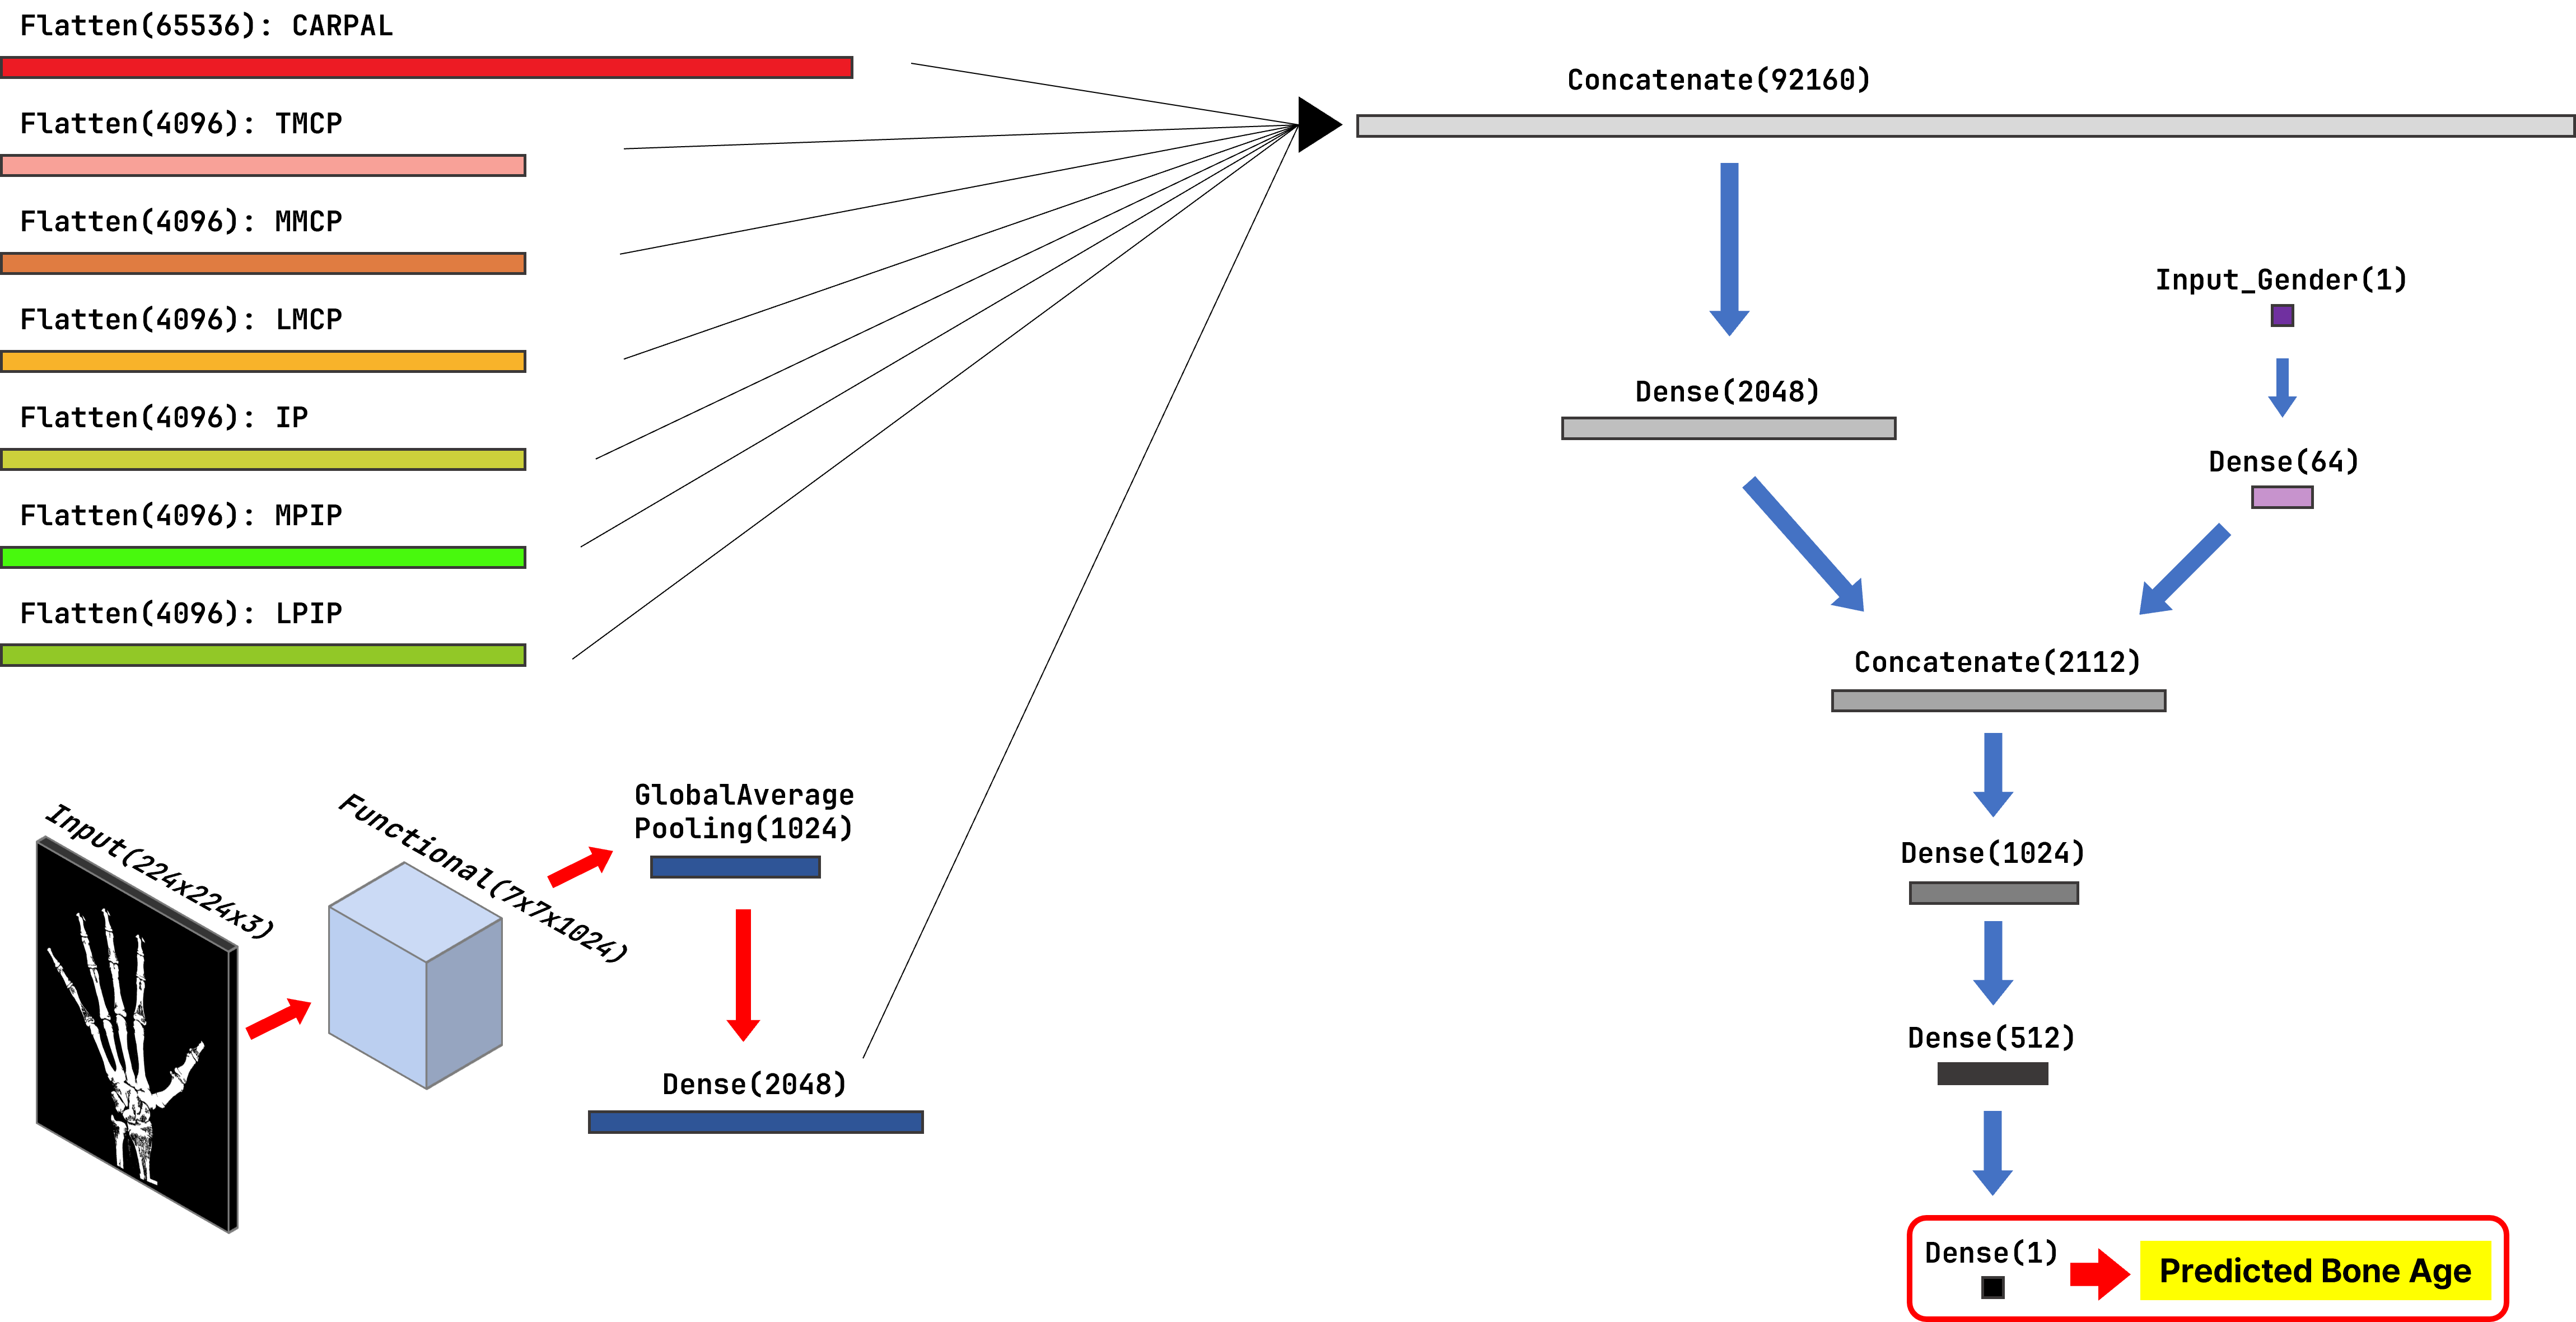 Flatten(65536): CARPAL
Flatten(4096): TMCP
Flatten(4096): MMCP
Flatten(4096): LMCP
Flatten(4096): IP
Flatten(4096): MPIP
Flatten(4096): LPIP
Input(224x224x3)
L
Functional(7x7x1024)
GlobalAverage
Pooling(1024)
Dense(2048)
Concatenate(92160)
Dense(2048)
Input_Gender(1)
Dense(64)
Concatenate(2112)
Dense(1024)
Dense(512)
Dense(1)
Predicted Bone Age